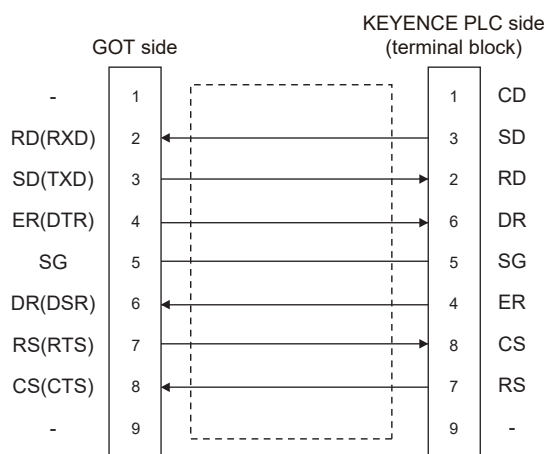 KEYENCE PLC side
GOT side (terminal block)
- 1 1 CD
RD(RXD) 2 3 SD
SD(TXD) 3 2 RD
ER(DTR) 4 6 DR
SG 5 5 SG
DR(DSR) 6 4 ER
RS(RTS) 7 8 CS
CS(CTS) 8 7 RS
- 9 9 -